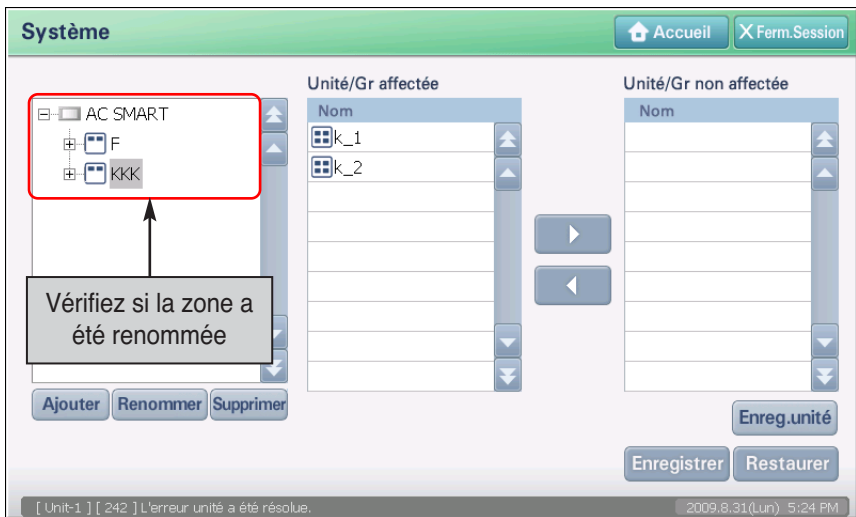 Système
Accueil
X Ferm.Session
Unité/Gr affectée
Unité/Gr non affectée
AC SMART
F
KKK
Nom
k_1
k_2
Nom
Vérifiez si la zone a
été renommée
Ajouter
Renommer
Supprimer
Enreg.unité
Enregistrer
Restaurer
[ Unit-1 ] [ 242 ] L'erreur unité a été résolue.
2009.8.31(Lun) 5:24 PM